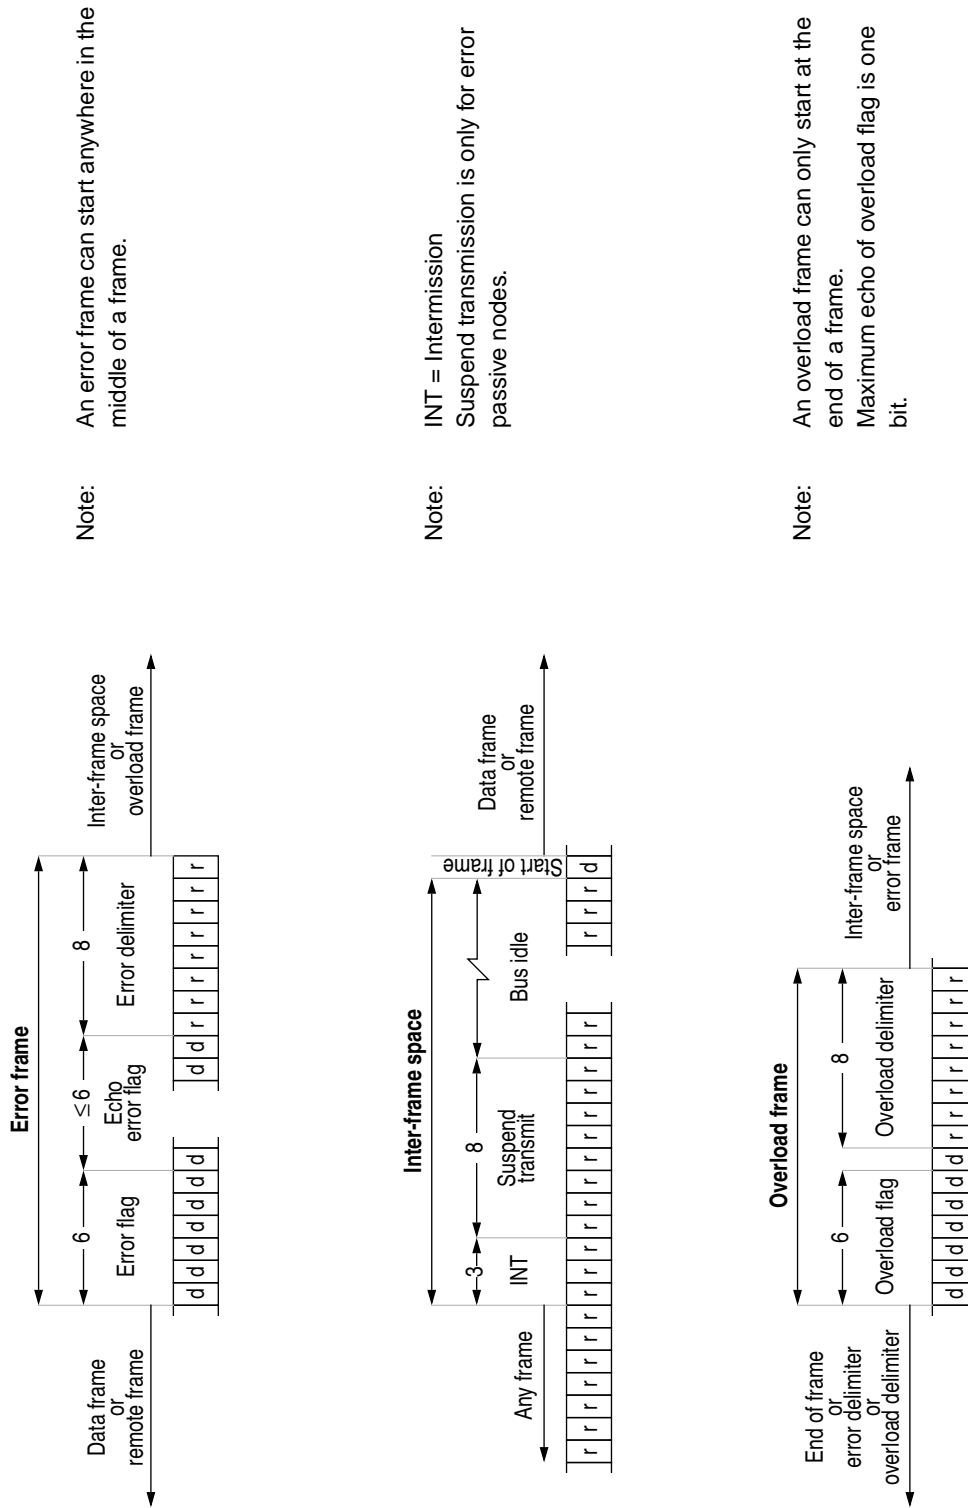 Error frame
6
≤ 6
8
Data frame
or
remote frame
Error flag
Echo
error flag
Error delimiter
Inter-frame space
or
overload frame
d d d d d d d d d r r r r r r r r
Note: An error frame can start anywhere in the
middle of a frame.
Inter-frame space
3
8
Any frame
INT
Suspend
transmit
Bus idle
Start of frame
Data frame
or
remote frame
r r r r r r r r r r r r r r r r r r r r r r r d
Note: INT = Intermission
Suspend transmission is only for error
passive nodes.
Overload frame
6
8
End of frame
or
error delimiter
or
overload delimiter
Overload flag
Overload delimiter
Inter-frame space
or
error frame
d d d d d d d r r r r r r r r
Note: An overload frame can only start at the
end of a frame.
Maximum echo of overload flag is one
bit.